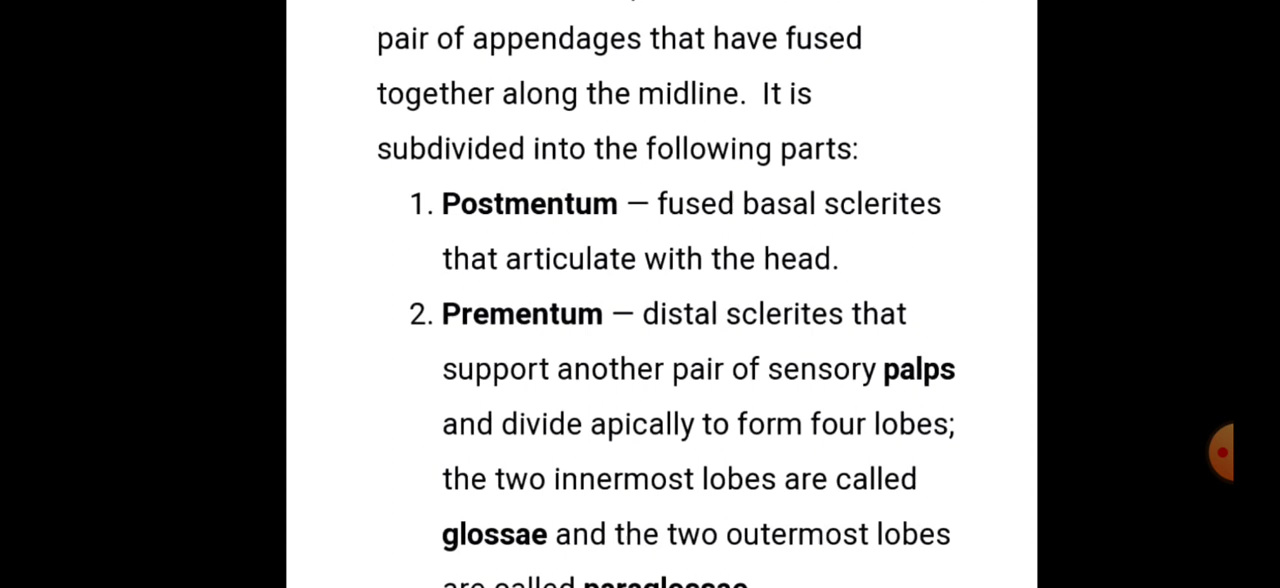 pair of appendages that have fused
together along the midline.  It is
subdivided into the following parts:
1. Postmentum — fused basal sclerites
that articulate with the head.
2. Prementum — distal sclerites that
support another pair of sensory palps
and divide apically to form four lobes;
the two innermost lobes are called
glossae and the two outermost lobes
are called paraglossae